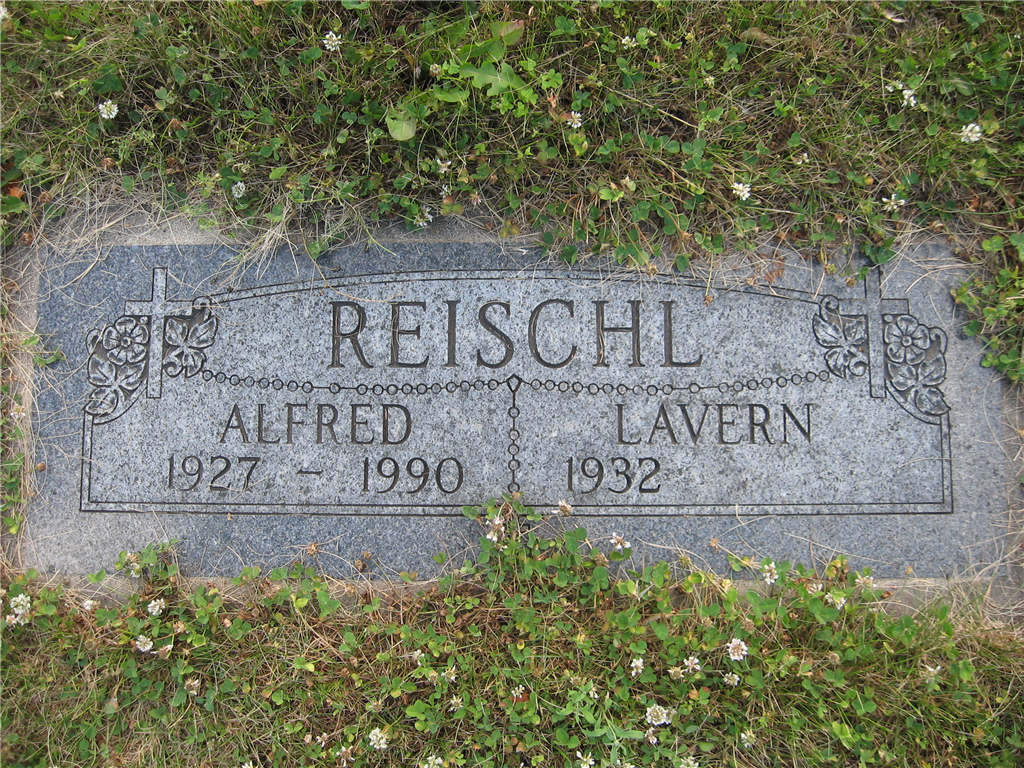 REISCHL
ALFRED LAVERN
1927 – 1990 1932